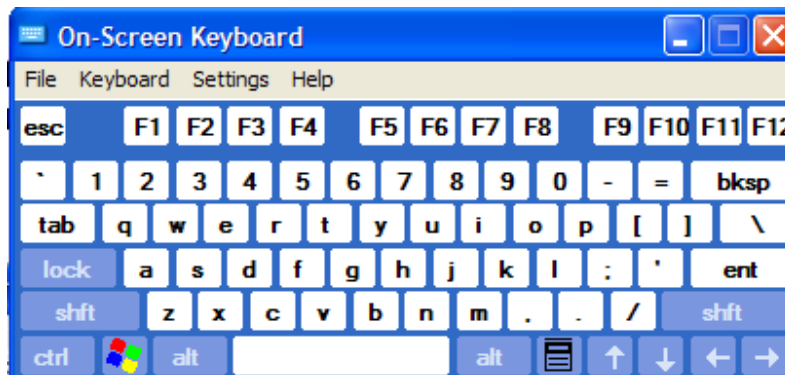 On-Screen Keyboard
File Keyboard Settings Help
esc F1 F2 F3 F4 F5 F6 F7 F8 F9 F10 F11 F12
` 1 2 3 4 5 6 7 8 9 0 - = bksp
tab q w e r t y u i o p [ ] \
lock a s d f g h j k l ; ' ent
shft z x c v b n m , . / shft
ctrl alt alt ↑ ↓ ← →